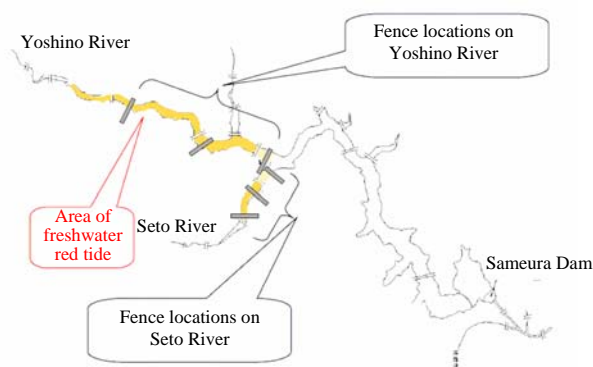 Fence locations on
Yoshino River
Yoshino River
Area of
freshwater
red tide
Seto River
Sameura Dam
Fence locations on
Seto River